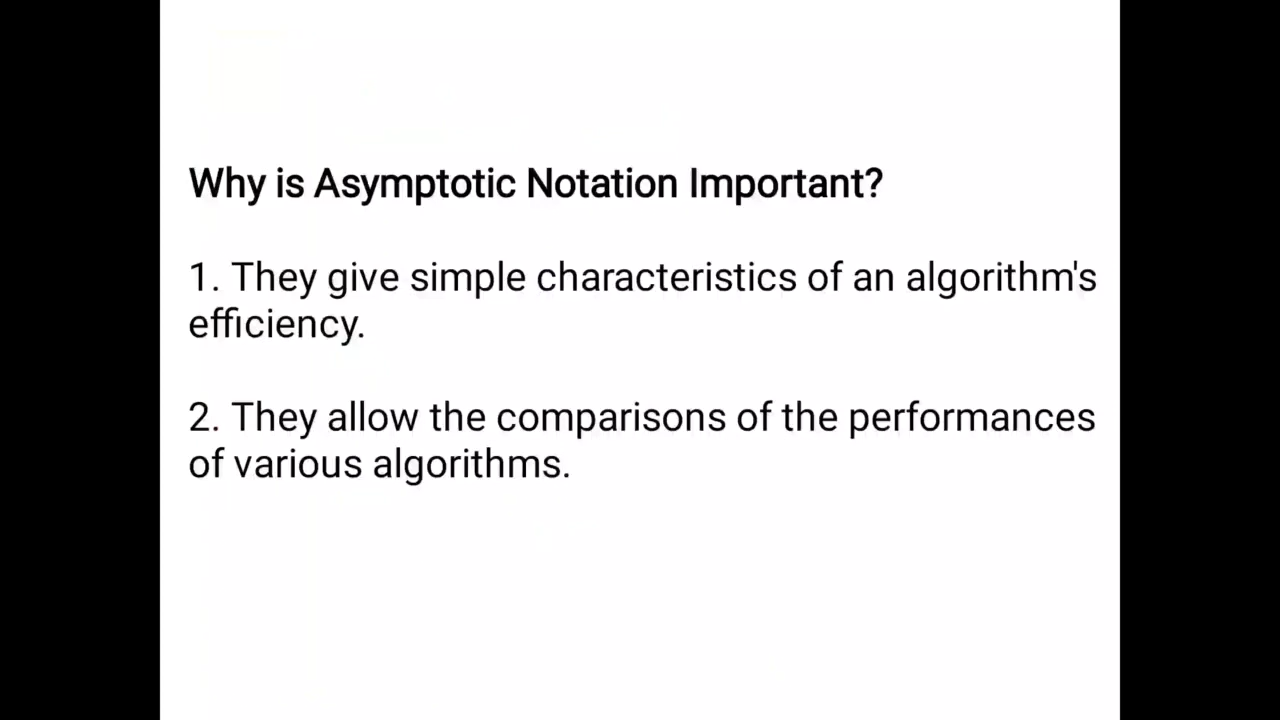 Why is Asymptotic Notation Important?
1. They give simple characteristics of an algorithm's
efficiency.
2. They allow the comparisons of the performances
of various algorithms.